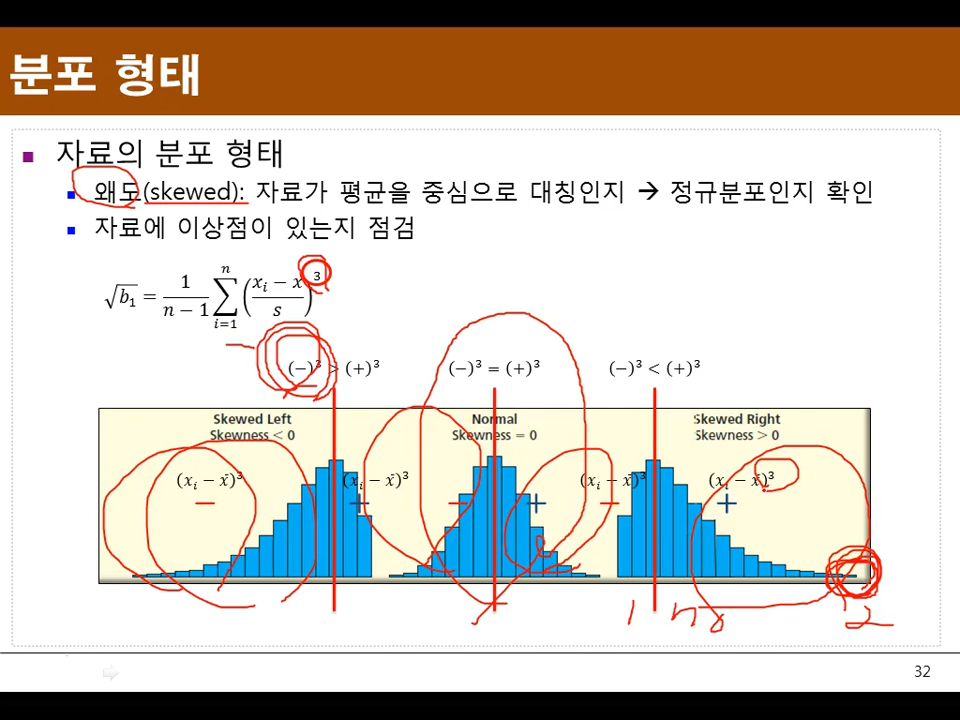 분포 형태
자료의 분포 형태
왜도(skewed): 자료가 평균을 중심으로 대칭인지 → 정규분포인지 확인
자료에 이상점이 있는지 점검
√b₁ = 1/(n − 1) ∑ⁿᵢ₌₁ ((xᵢ − x)/s)³
(−)³ > (+)³ (−)³ = (+)³ (−)³ < (+)³
Skewed Left Normal Skewed Right
Skewness < 0 Skewness = 0 Skewness > 0
(xᵢ − x̄)³ (xᵢ − x̄)³ (xᵢ − x̄)³ (xᵢ − x̄)³
− + − + − +
32